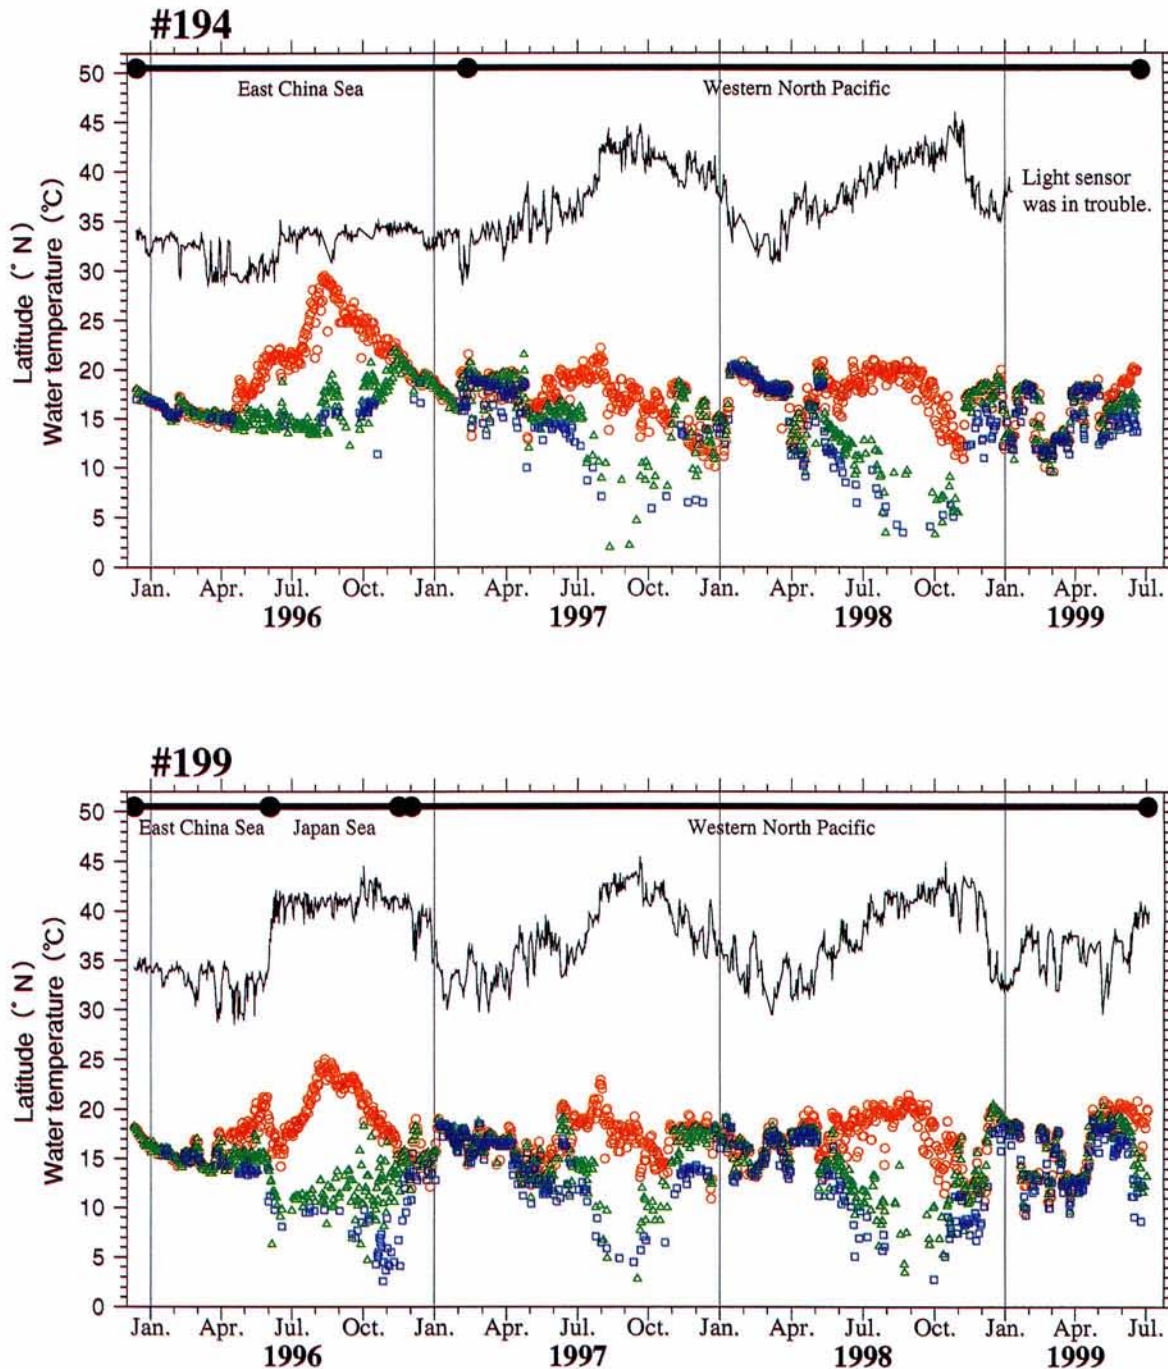 #194
50
45
40
35
30
25
20
15
10
5
0
Latitude (° N)
Water temperature (°C)
East China Sea
Western North Pacific
Light sensor
was in trouble.
Jan. Apr. Jul. Oct. Jan. Apr. Jul. Oct. Jan. Apr. Jul. Oct. Jan. Apr. Jul.
1996 1997 1998 1999
#199
50
45
40
35
30
25
20
15
10
5
0
Latitude (° N)
Water temperature (°C)
East China Sea
Japan Sea
Western North Pacific
Jan. Apr. Jul. Oct. Jan. Apr. Jul. Oct. Jan. Apr. Jul. Oct. Jan. Apr. Jul.
1996 1997 1998 1999